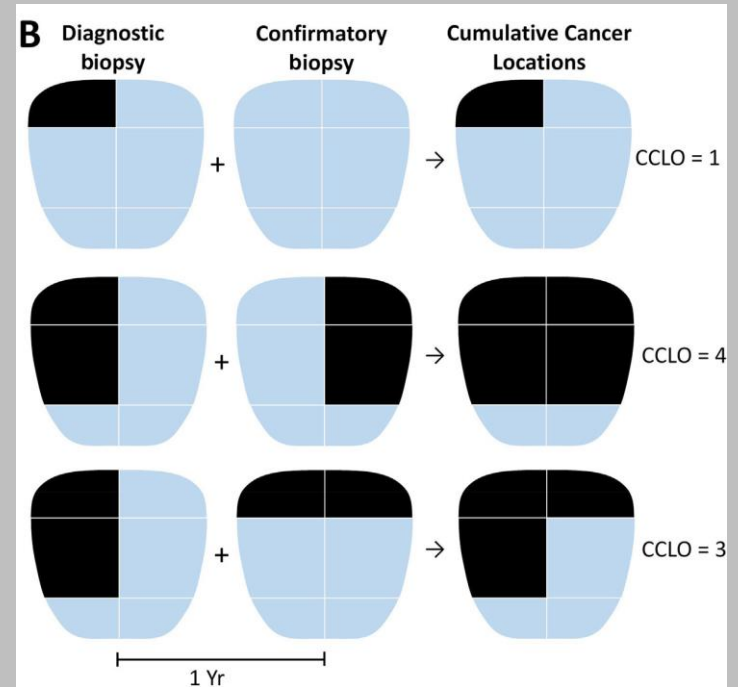 B
Diagnostic
biopsy
Confirmatory
biopsy
Cumulative Cancer
Locations
+
→
CCLO = 1
+
→
CCLO = 4
+
→
CCLO = 3
1 Yr